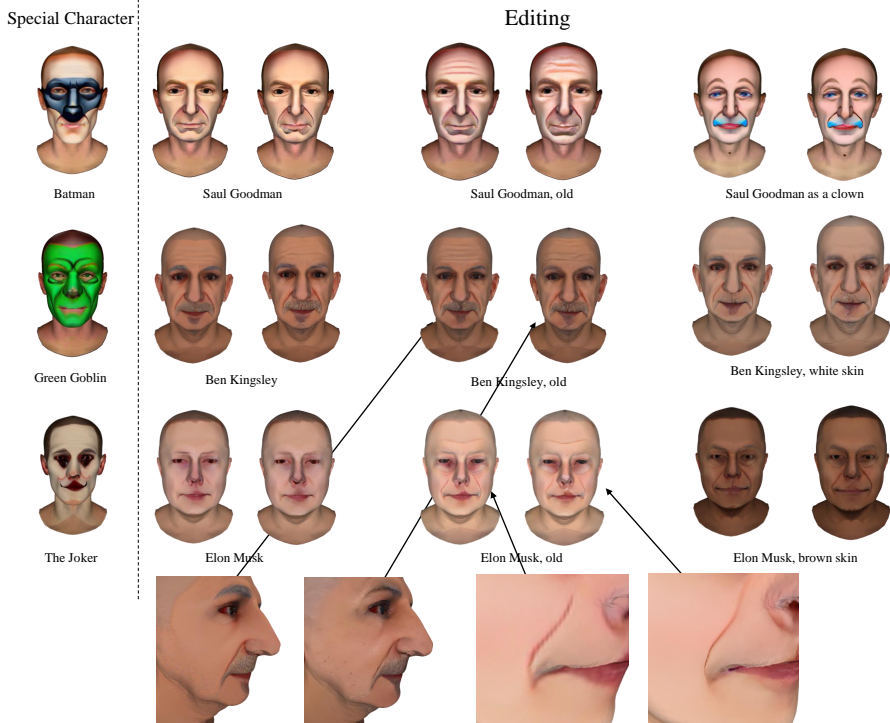 Special Character
Editing
Batman
Saul Goodman
Saul Goodman, old
Saul Goodman as a clown
Green Goblin
Ben Kingsley
Ben Kingsley, old
Ben Kingsley, white skin
The Joker
Elon Musk
Elon Musk, old
Elon Musk, brown skin